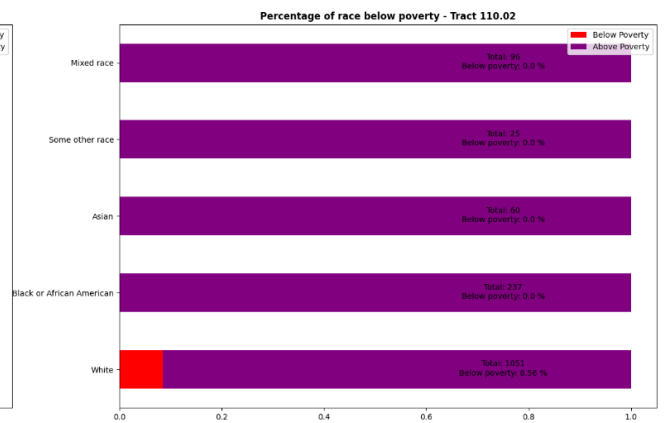 Percentage of race below poverty - Tract 110.02
y
ty
Below Poverty
Above Poverty
Mixed race
Total: 96
Below poverty: 0.0 %
Some other race
Total: 25
Below poverty: 0.0 %
Asian
Total: 60
Below poverty: 0.0 %
Black or African American
Total: 237
Below poverty: 0.0 %
White
Total: 1051
Below poverty: 8.56 %
0.0 0.2 0.4 0.6 0.8 1.0